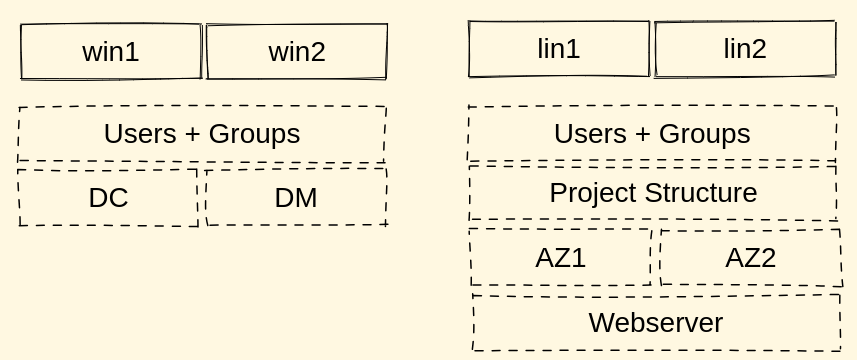 win1
win2
Users + Groups
DC
DM
lin1
lin2
Users + Groups
Project Structure
AZ1
AZ2
Webserver